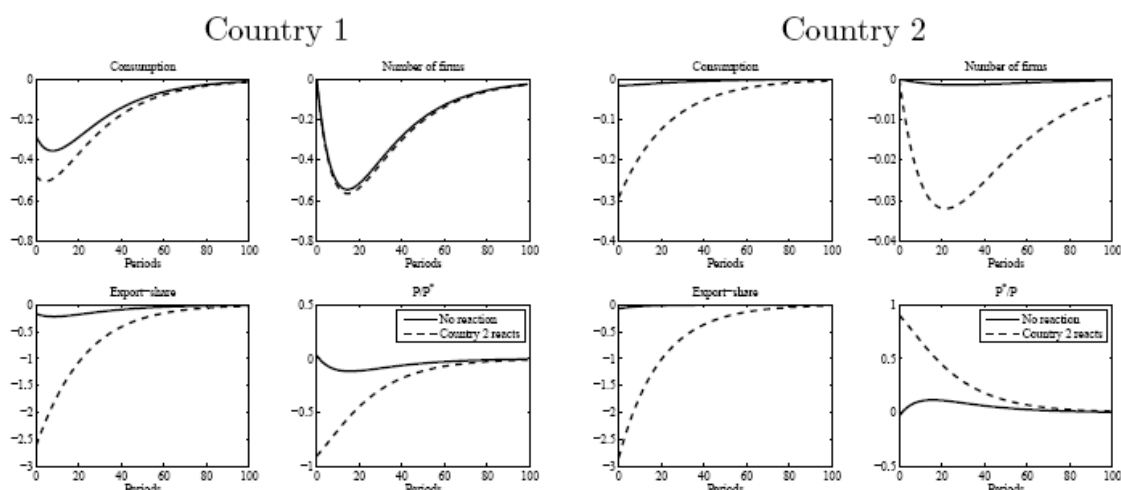 Country 1
Country 2
Consumption
0
−0.2
−0.4
−0.6
−0.8
0 20 40 60 80 100
Periods
Number of firms
0
−0.2
−0.4
−0.6
−0.8
0 20 40 60 80 100
Periods
Consumption
0
−0.1
−0.2
−0.3
−0.4
0 20 40 60 80 100
Periods
Number of firms
0
−0.01
−0.02
−0.03
−0.04
0 20 40 60 80 100
Periods
Export−share
0
−0.5
−1
−1.5
−2
−2.5
−3
0 20 40 60 80 100
Periods
P/P*
0.5
0
−0.5
−1
No reaction
Country 2 reacts
0 20 40 60 80 100
Periods
Export−share
0
−0.5
−1
−1.5
−2
−2.5
−3
0 20 40 60 80 100
Periods
P*/P
1
0.5
0
−0.5
No reaction
Country 2 reacts
0 20 40 60 80 100
Periods